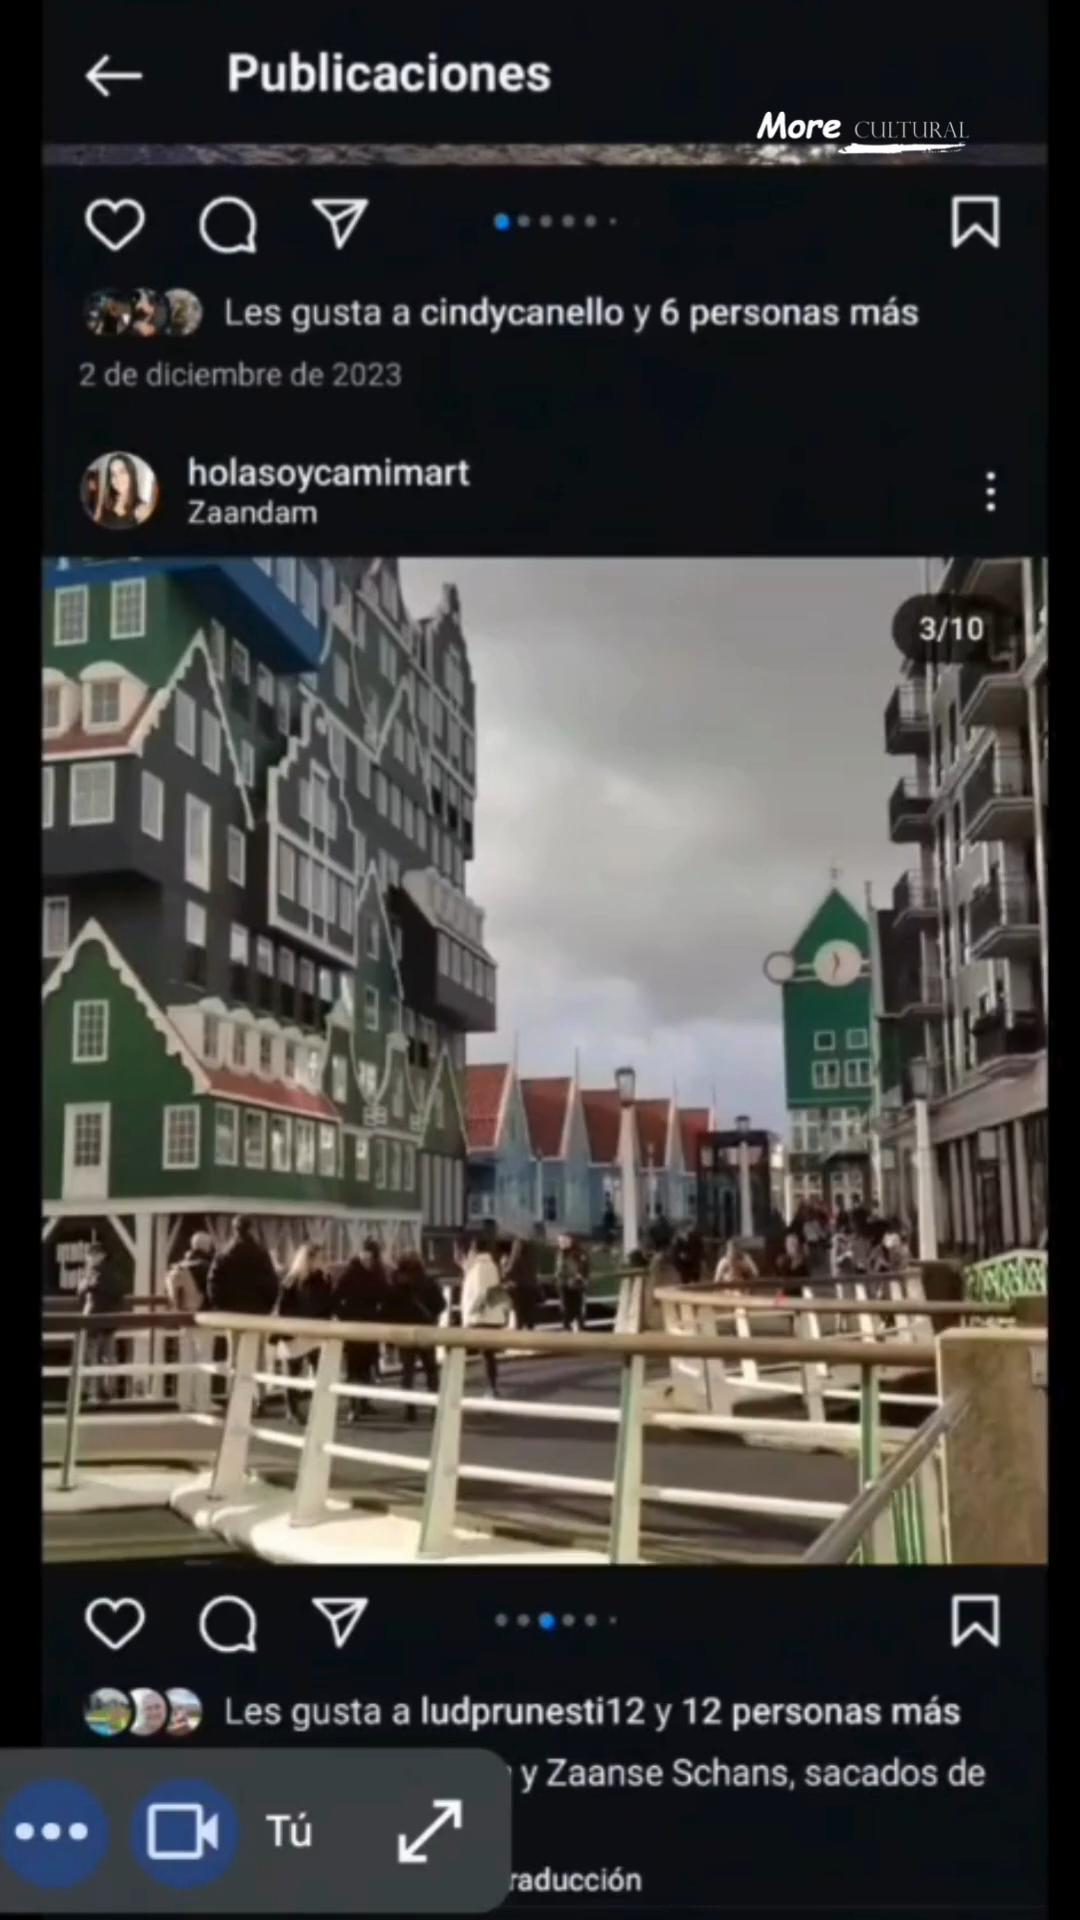 Publicaciones
More CULTURAL
Les gusta a cindycanello y 6 personas más
2 de diciembre de 2023
holasoycamimart
Zaandam
3/10
Les gusta a ludprunesti12 y 12 personas más
y Zaanse Schans, sacados de
Tú
raducción